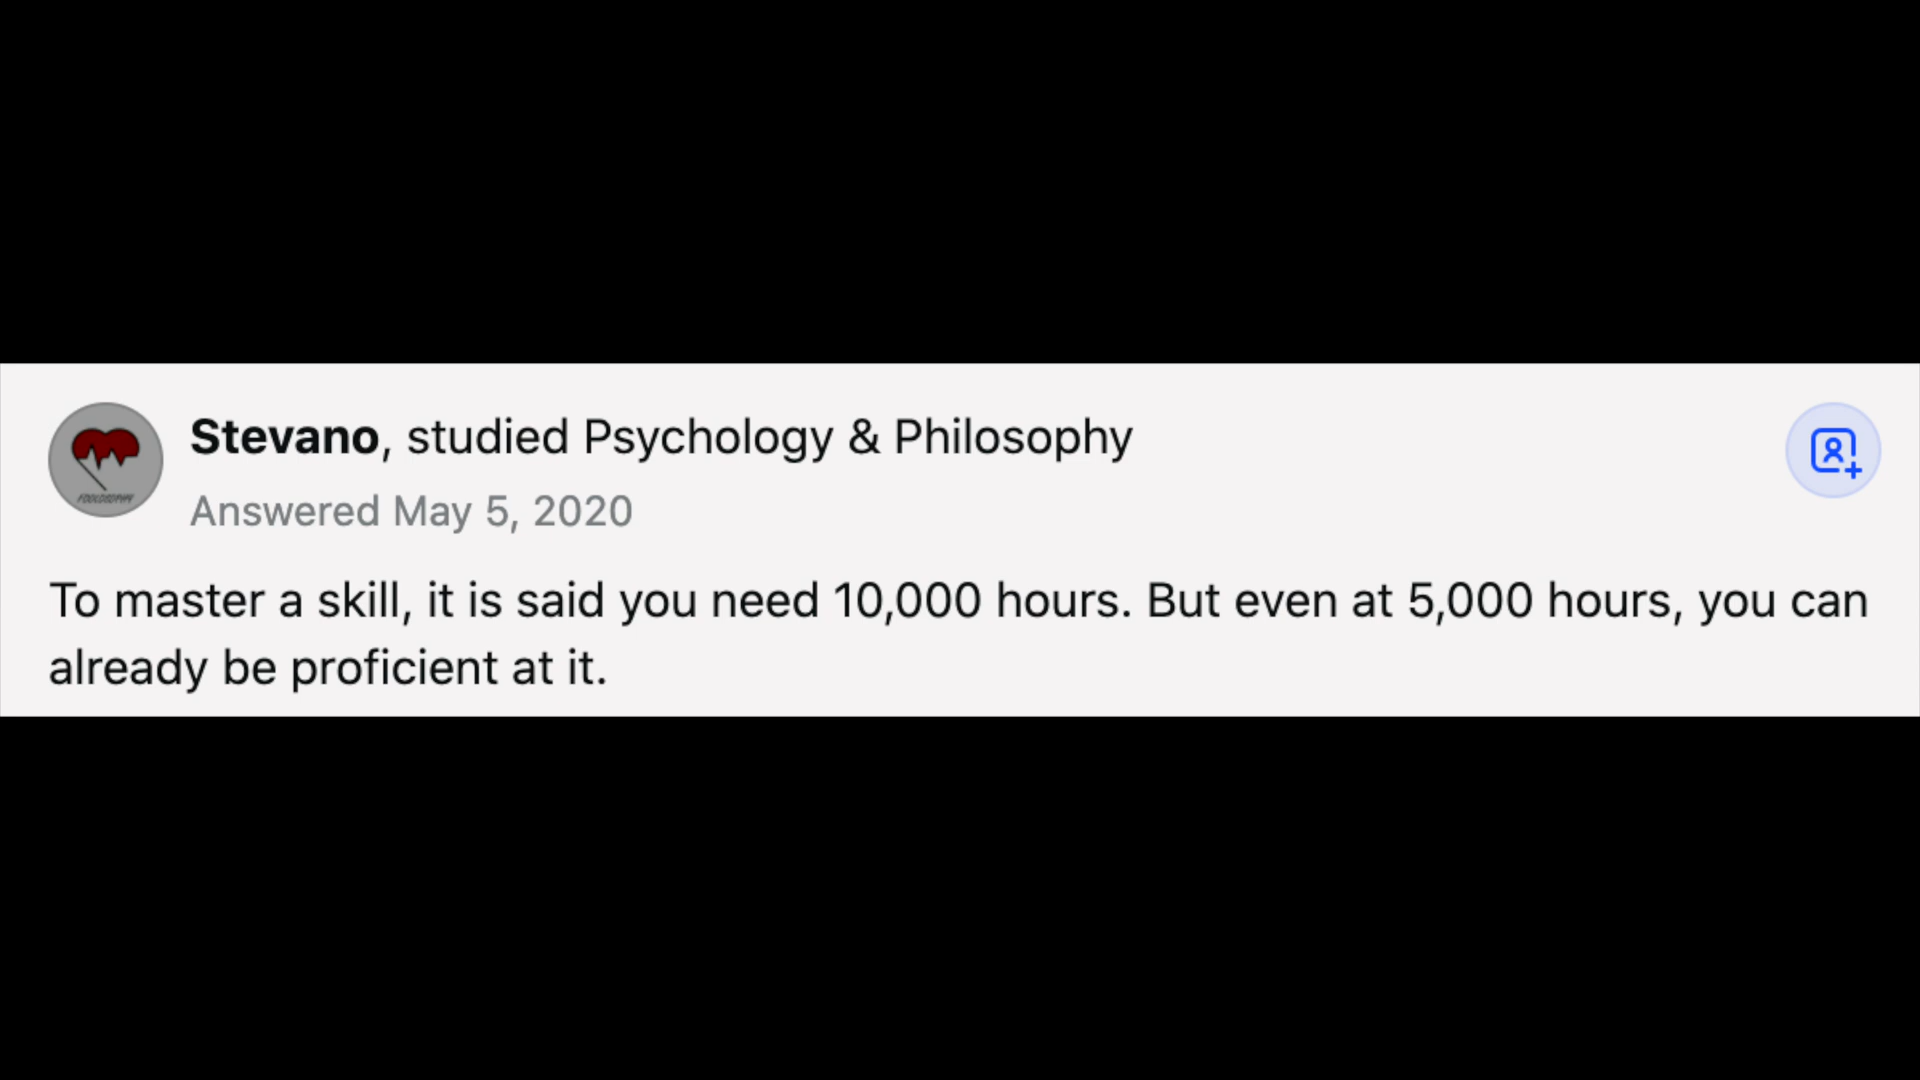 Stevano, studied Psychology & Philosophy
Answered May 5, 2020
To master a skill, it is said you need 10,000 hours. But even at 5,000 hours, you can
already be proficient at it.
FOOLOSOPHY